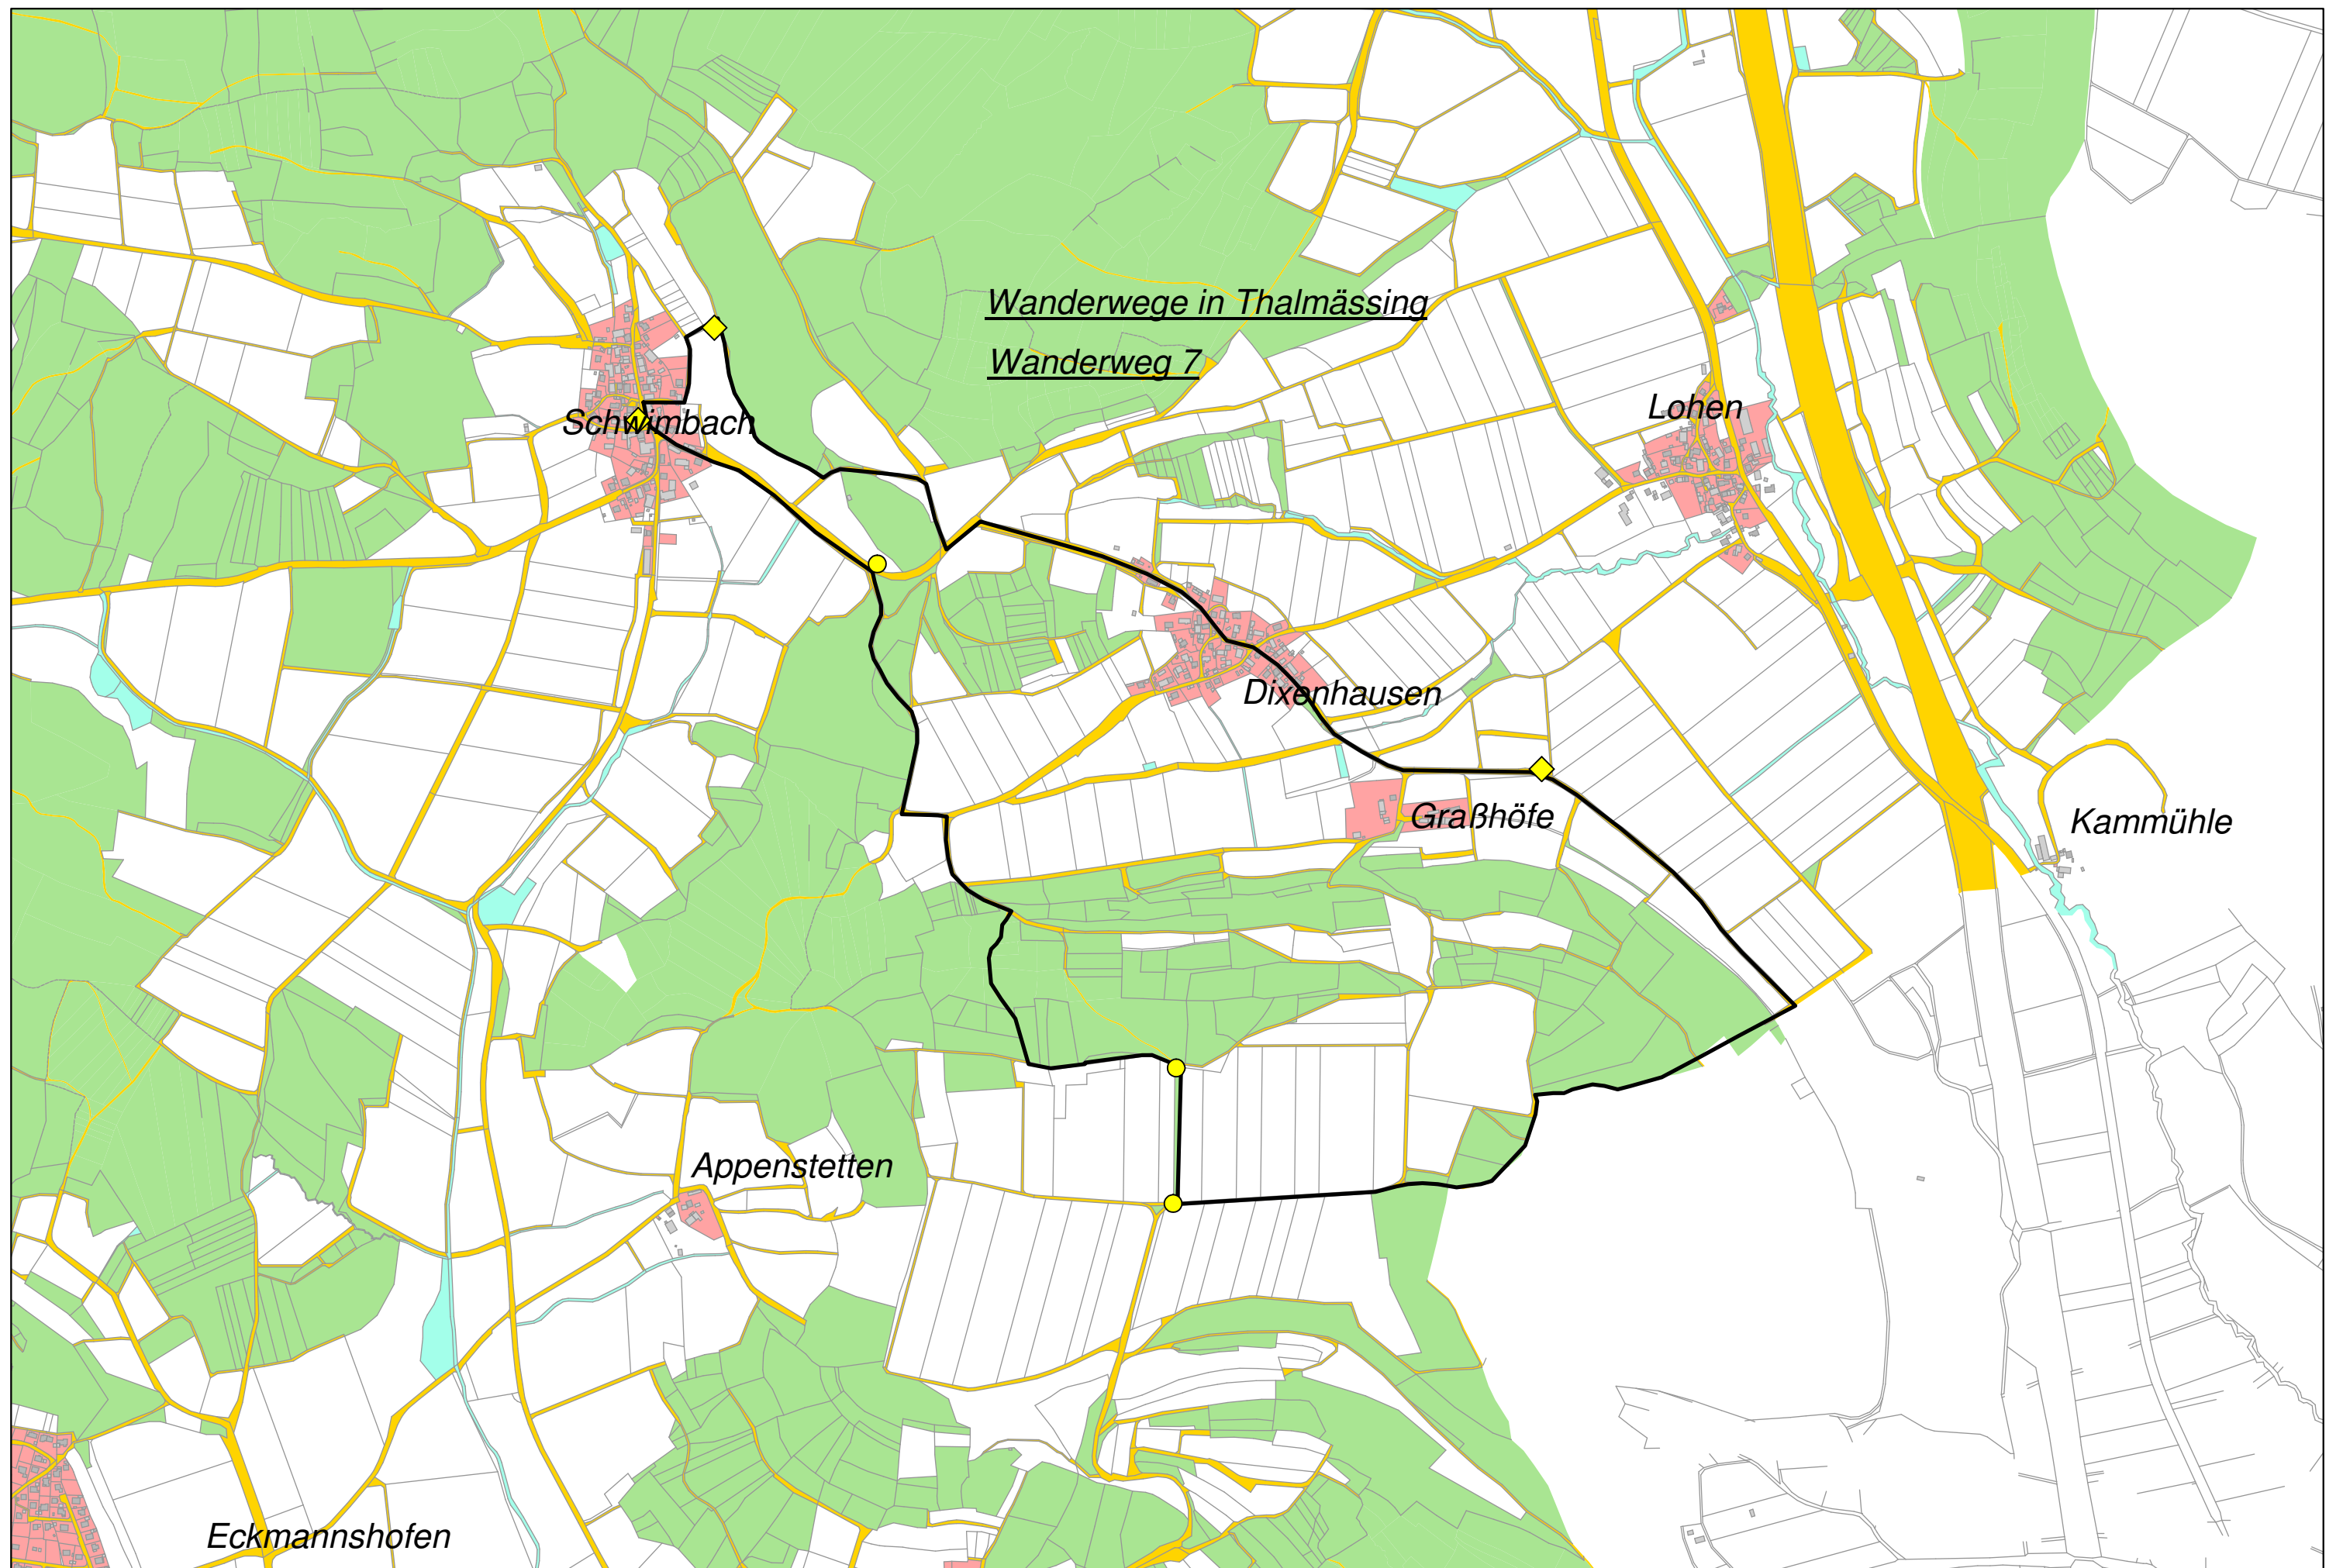 Wanderwege in Thalmässing
Wanderweg 7
Schwimbach
Lohen
Dixenhausen
Graßhöfe
Kammühle
Appenstetten
Eckmannshofen